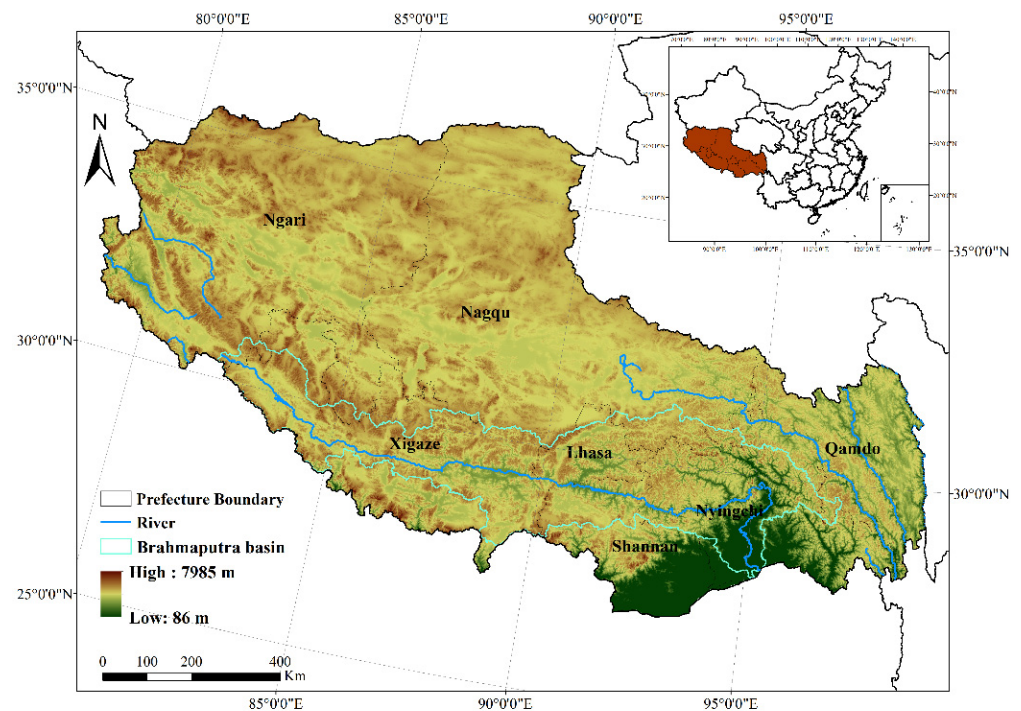 80°0'0"E
85°0'0"E
90°0'0"E
95°0'0"E
35°0'0"N
N
Ngari
Nagqu
35°0'0"N
30°0'0"N
Xigaze
Lhasa
Qamdo
30°0'0"N
Nyingchi
Shannan
Prefecture Boundary
River
Brahmaputra basin
High : 7985 m
Low: 86 m
25°0'0"N
0 100 200 400
Km
85°0'0"E
90°0'0"E
95°0'0"E